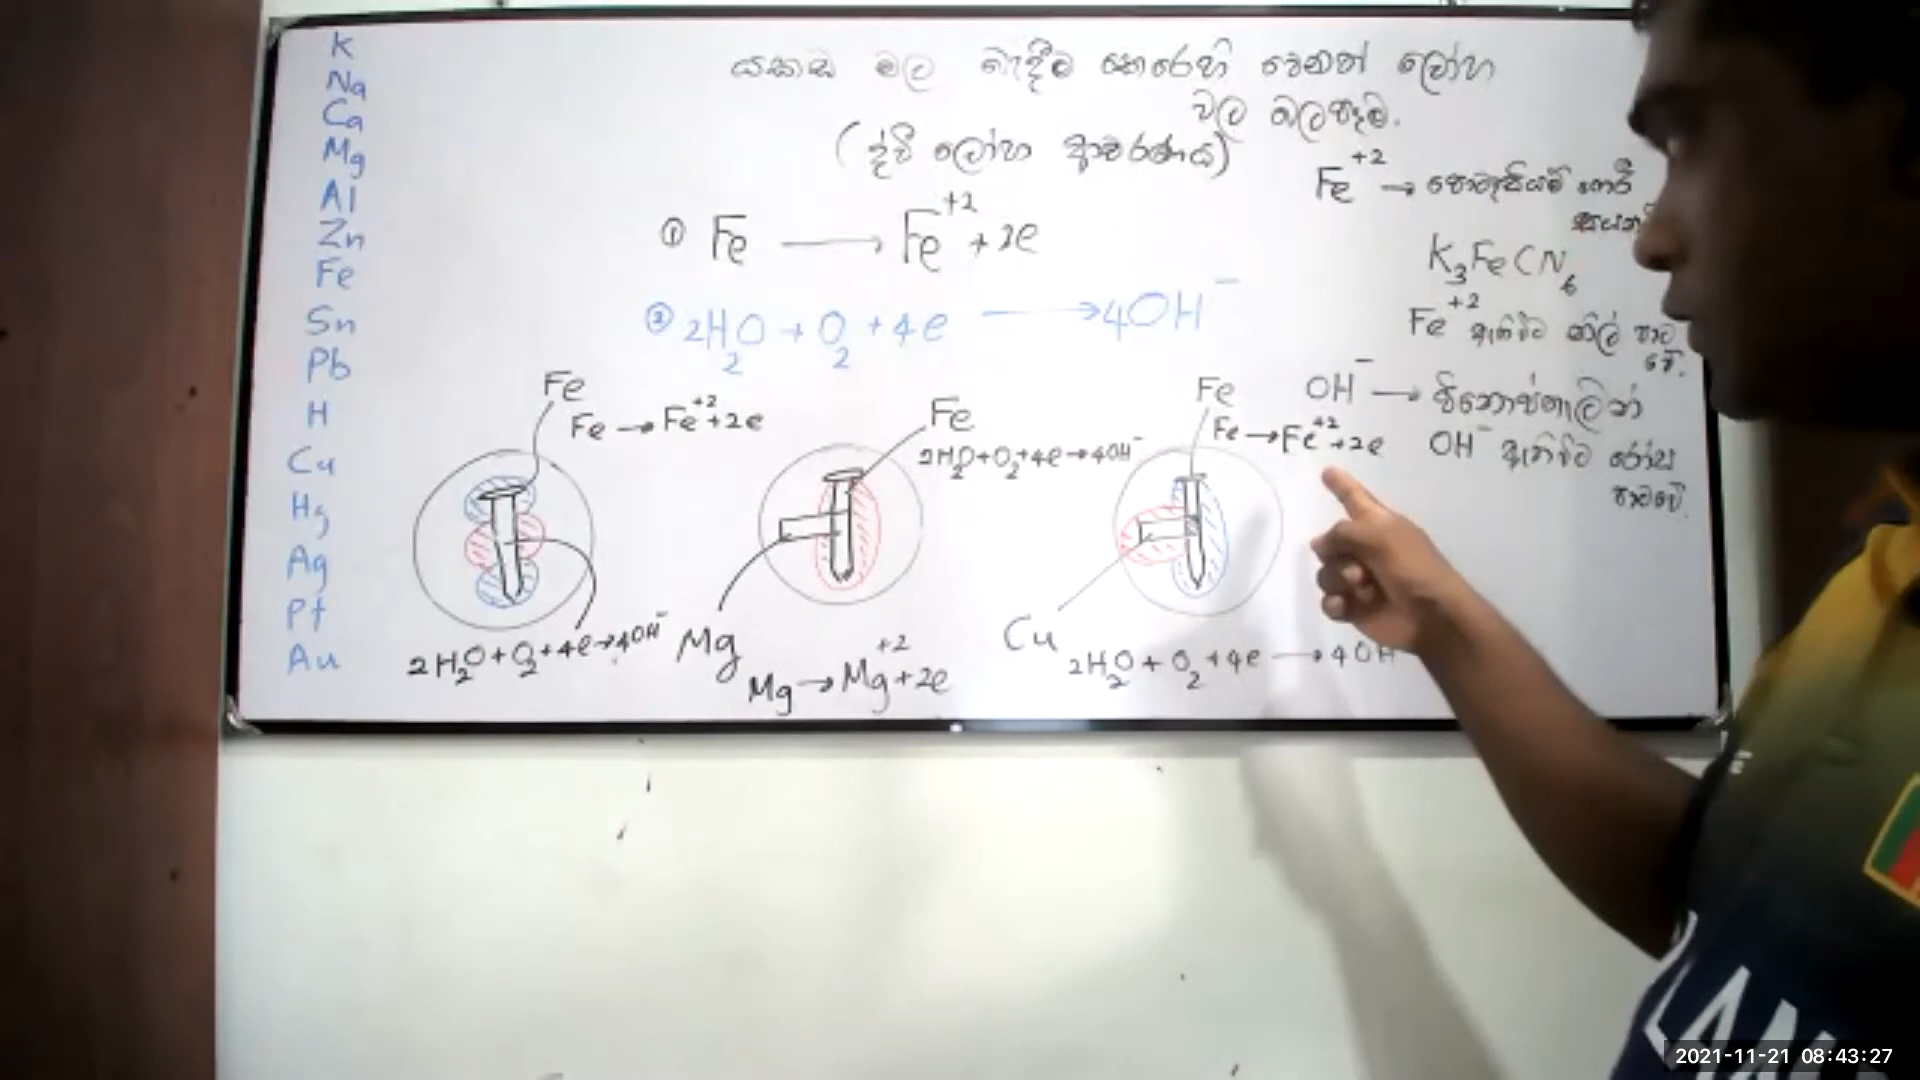 K
Na
Ca
Mg
Al
Zn
Fe
Sn
Pb
H
Cu
Hg
Ag
Pt
Au
යකඩ මල බැදීම කෙරෙහි වෙනත් ලෝහ
වල බලපෑම.
(ද්වි ලෝහ ආවරණය)
① Fe → Fe⁺² + 2e
② 2H₂O + O₂ + 4e → 4OH⁻
Fe
Fe → Fe⁺² + 2e
2H₂O + O₂ + 4e → 4OH⁻
Fe
2H₂O + O₂ + 4e → 4OH⁻
Mg
Mg → Mg⁺² + 2e
Fe
Fe → Fe⁺² + 2e
Cu
2H₂O + O₂ + 4e → 4OH
Fe⁺² → පොටෑසියම් ෆෙරි
K₃FeCN₆
Fe⁺² ඇතිවිට නිල් පාට
වේ.
OH⁻ → පිනොප්තලින්
OH⁻ ඇතිවිට රෝස
පාටවේ.
2021-11-21 08:43:27